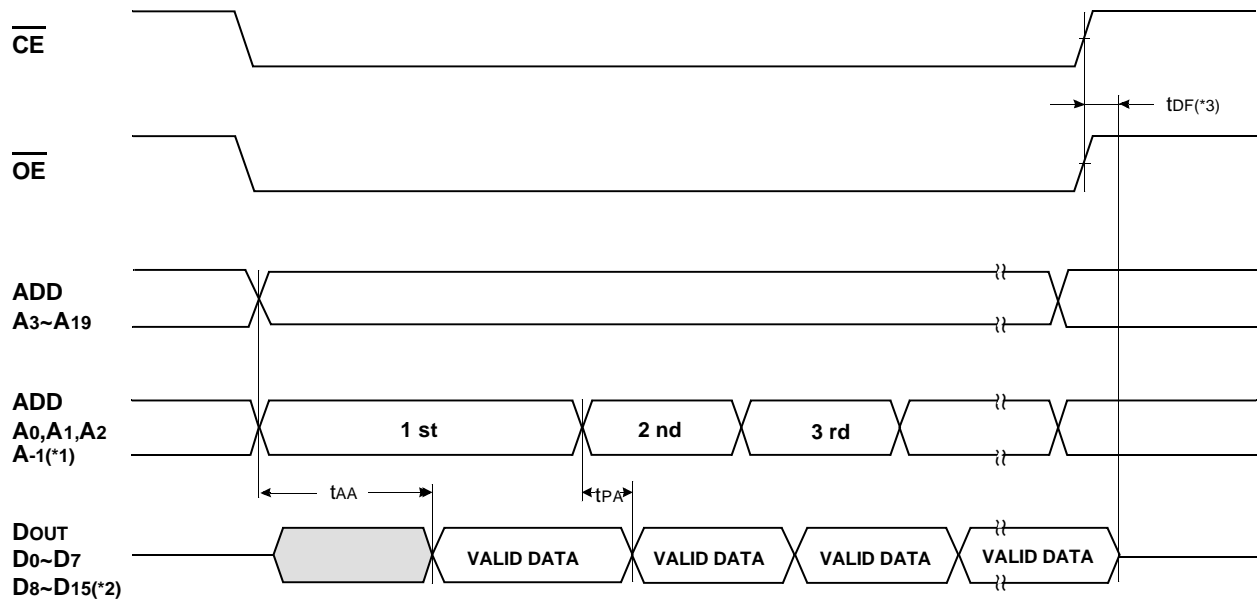 CE
tDF(*3)
OE
ADD
A3~A19
ADD
A0,A1,A2
A-1(*1)
1 st
2 nd
3 rd
tAA
tPA
DOUT
D0~D7
D8~D15(*2)
VALID DATA
VALID DATA
VALID DATA
VALID DATA